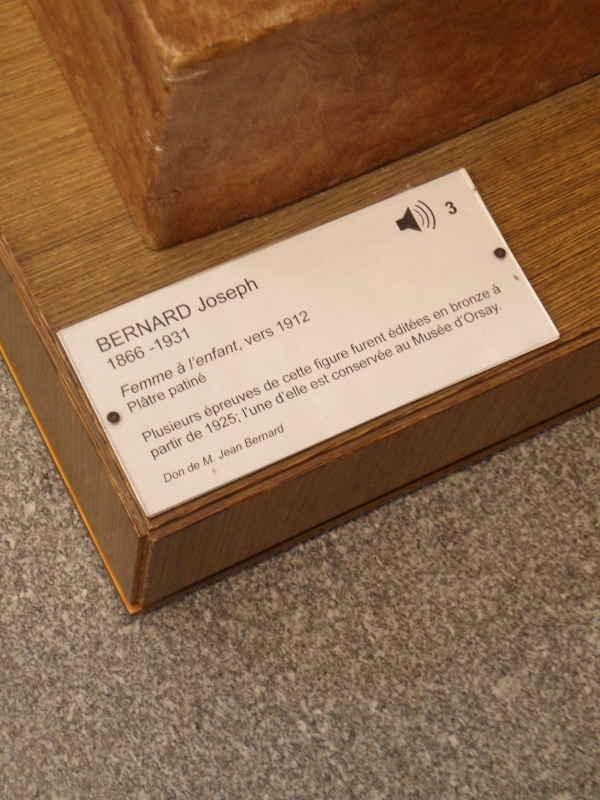 3
BERNARD Joseph
1866 -1931
Femme à l'enfant, vers 1912
Plâtre patiné
Plusieurs épreuves de cette figure furent éditées en bronze à
partir de 1925; l'une d'elle est conservée au Musée d'Orsay.
Don de M. Jean Bernard